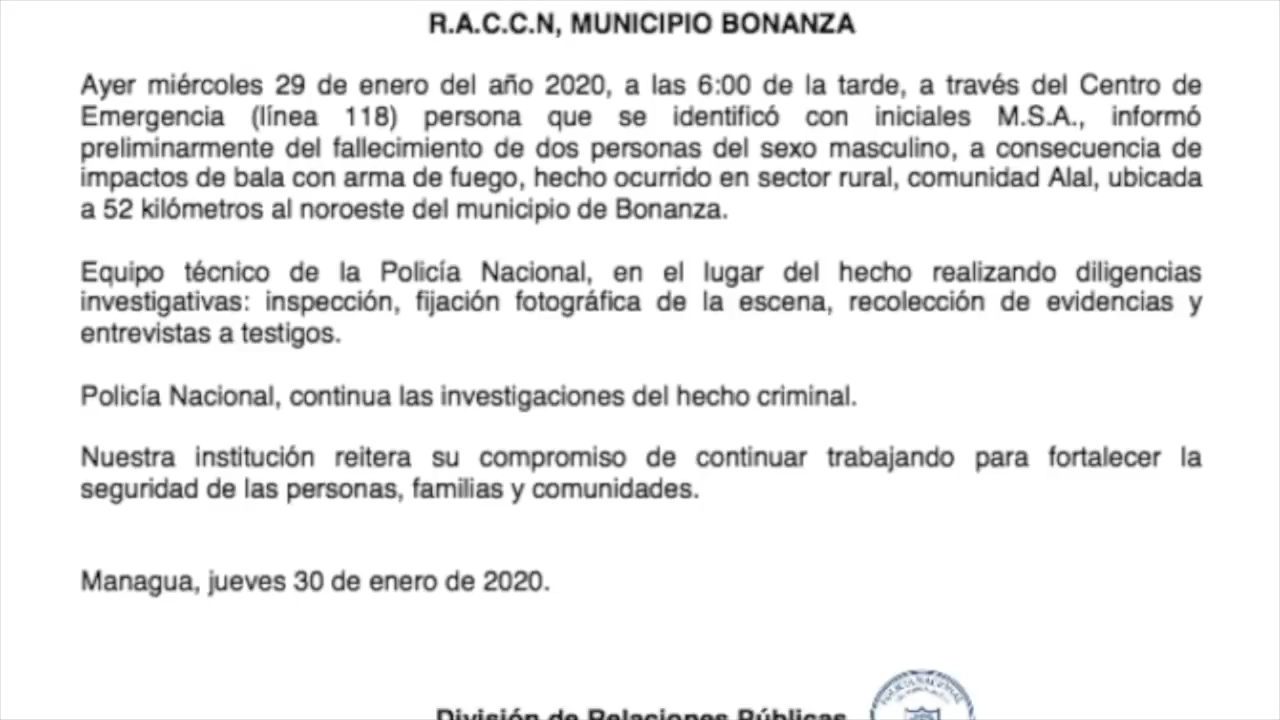 R.A.C.C.N, MUNICIPIO BONANZA
Ayer miércoles 29 de enero del año 2020, a las 6:00 de la tarde, a través del Centro de
Emergencia (línea 118) persona que se identificó con iniciales M.S.A., informó
preliminarmente del fallecimiento de dos personas del sexo masculino, a consecuencia de
impactos de bala con arma de fuego, hecho ocurrido en sector rural, comunidad Alal, ubicada
a 52 kilómetros al noroeste del municipio de Bonanza.
Equipo técnico de la Policía Nacional, en el lugar del hecho realizando diligencias
investigativas: inspección, fijación fotográfica de la escena, recolección de evidencias y
entrevistas a testigos.
Policía Nacional, continua las investigaciones del hecho criminal.
Nuestra institución reitera su compromiso de continuar trabajando para fortalecer la
seguridad de las personas, familias y comunidades.
Managua, jueves 30 de enero de 2020.
División de Relaciones Públicas
POLICIA NACIONAL